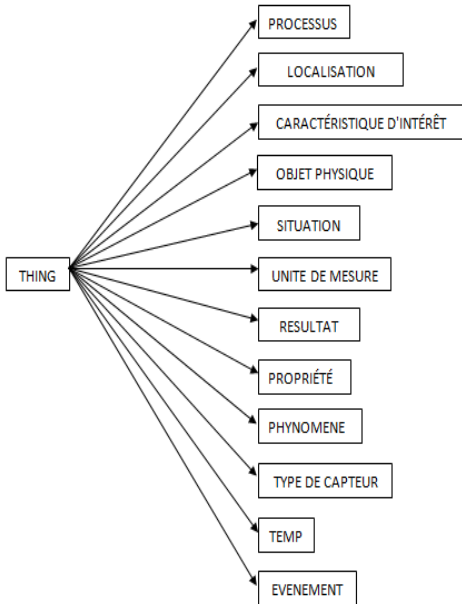 PROCESSUS
LOCALISATION
CARACTÉRISTIQUE D'INTÉRÊT
OBJET PHYSIQUE
SITUATION
THING
UNITE DE MESURE
RESULTAT
PROPRIÉTÉ
PHYNOMENE
TYPE DE CAPTEUR
TEMP
EVENEMENT